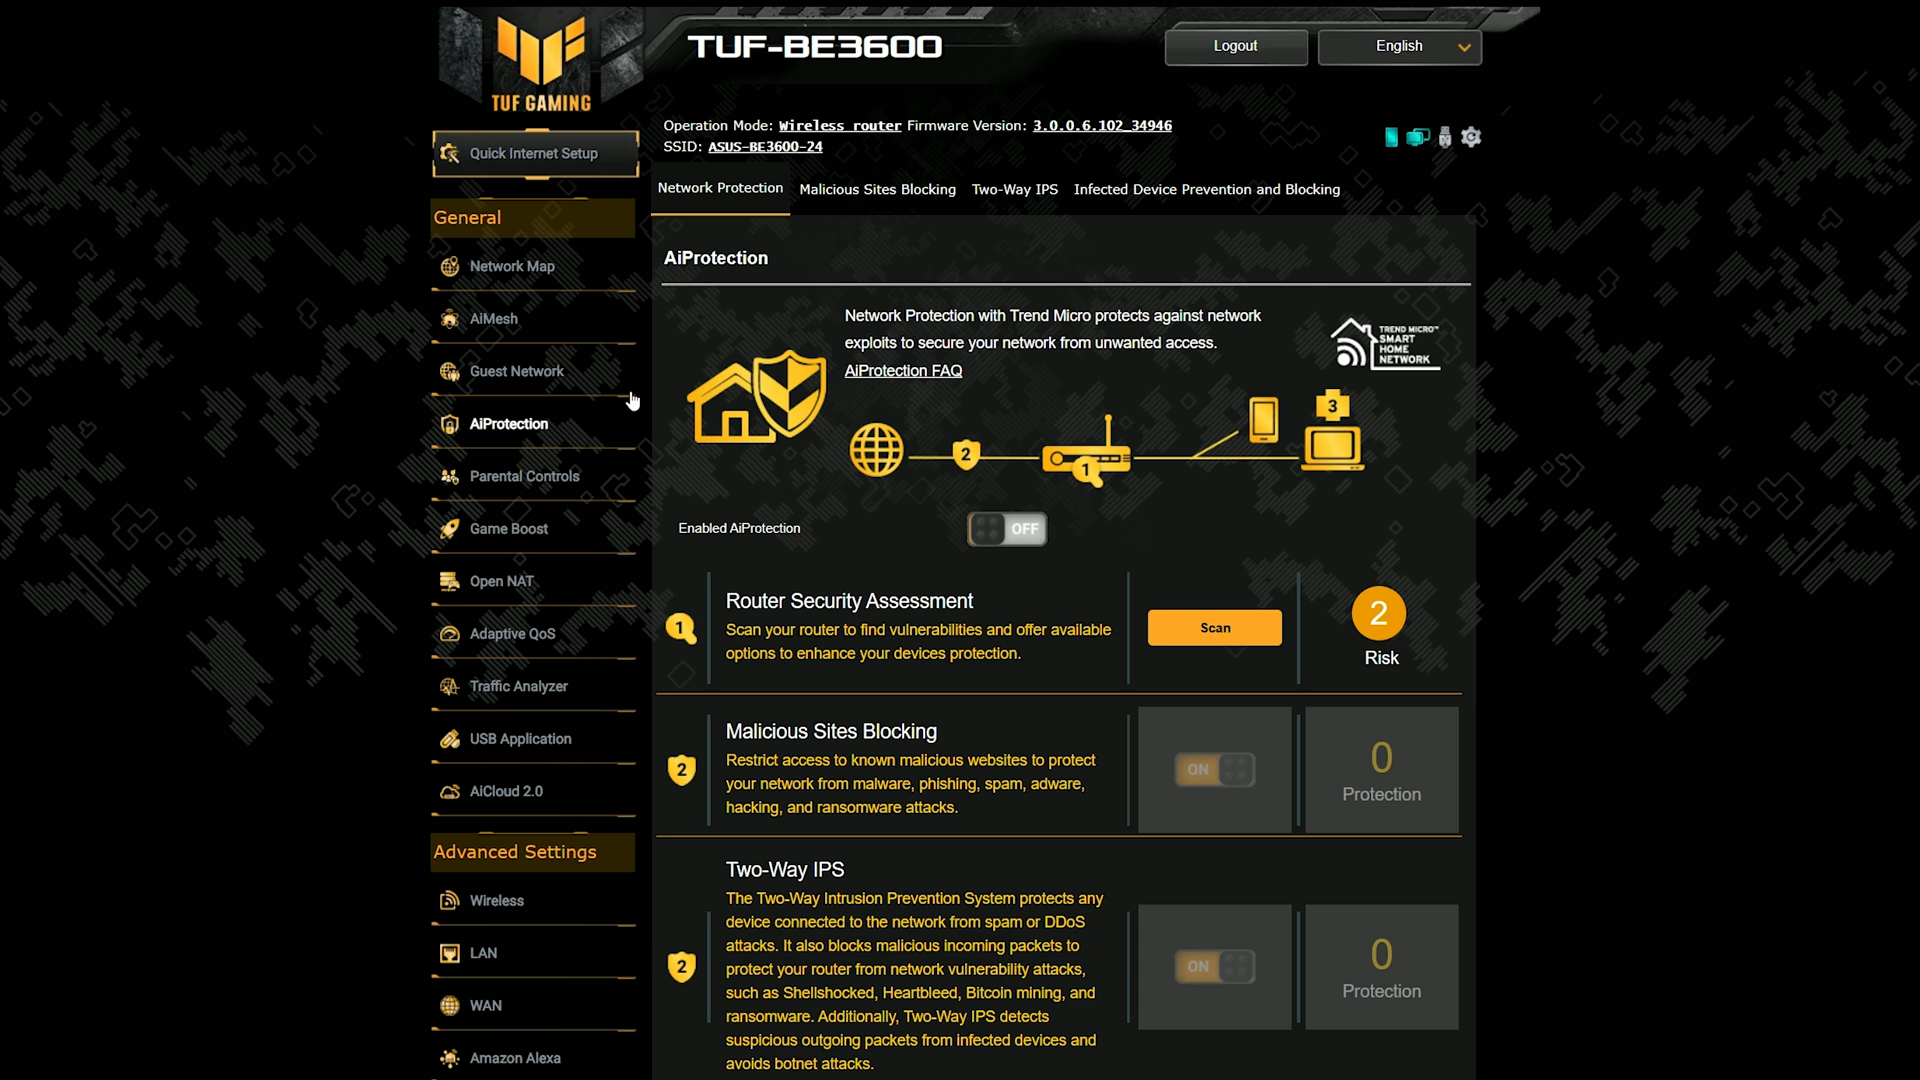 TUF GAMING
TUF-BE3600
Logout
English
Operation Mode: Wireless router Firmware Version: 3.0.0.6.102_34946
SSID: ASUS-BE3600-24
Quick Internet Setup
General
Network Map
AiMesh
Guest Network
AiProtection
Parental Controls
Game Boost
Open NAT
Adaptive QoS
Traffic Analyzer
USB Application
AiCloud 2.0
Advanced Settings
Wireless
LAN
WAN
Amazon Alexa
Network Protection Malicious Sites Blocking Two-Way IPS Infected Device Prevention and Blocking
AiProtection
Network Protection with Trend Micro protects against network
exploits to secure your network from unwanted access.
AiProtection FAQ
TREND MICRO™
SMART
HOME
NETWORK
3
2
1
Enabled AiProtection
OFF
1
Router Security Assessment
Scan your router to find vulnerabilities and offer available
options to enhance your devices protection.
Scan
2
Risk
2
Malicious Sites Blocking
Restrict access to known malicious websites to protect
your network from malware, phishing, spam, adware,
hacking, and ransomware attacks.
ON
0
Protection
2
Two-Way IPS
The Two-Way Intrusion Prevention System protects any
device connected to the network from spam or DDoS
attacks. It also blocks malicious incoming packets to
protect your router from network vulnerability attacks,
such as Shellshocked, Heartbleed, Bitcoin mining, and
ransomware. Additionally, Two-Way IPS detects
suspicious outgoing packets from infected devices and
avoids botnet attacks.
ON
0
Protection